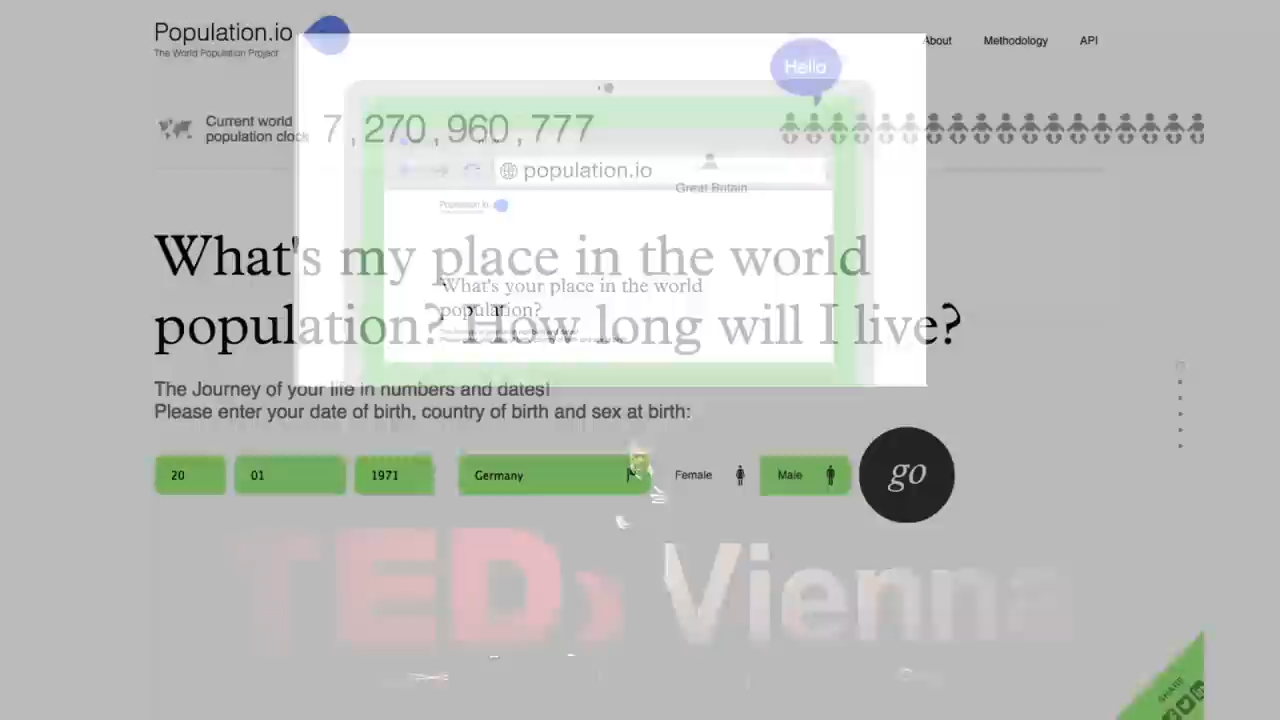 Population.io
The World Population Project
About
Methodology
API
Hello
Current world
population clock
7,270,960,777
population.io
Great Britain
Population.io
What's my place in the world
population? How long will I live?
What's your place in the world
population?
The Journey of your life in numbers and dates!
Please enter your date of birth, country of birth and sex at birth:
20
01
1971
Germany
Female
Male
go
TEDx Vienna
SHARE